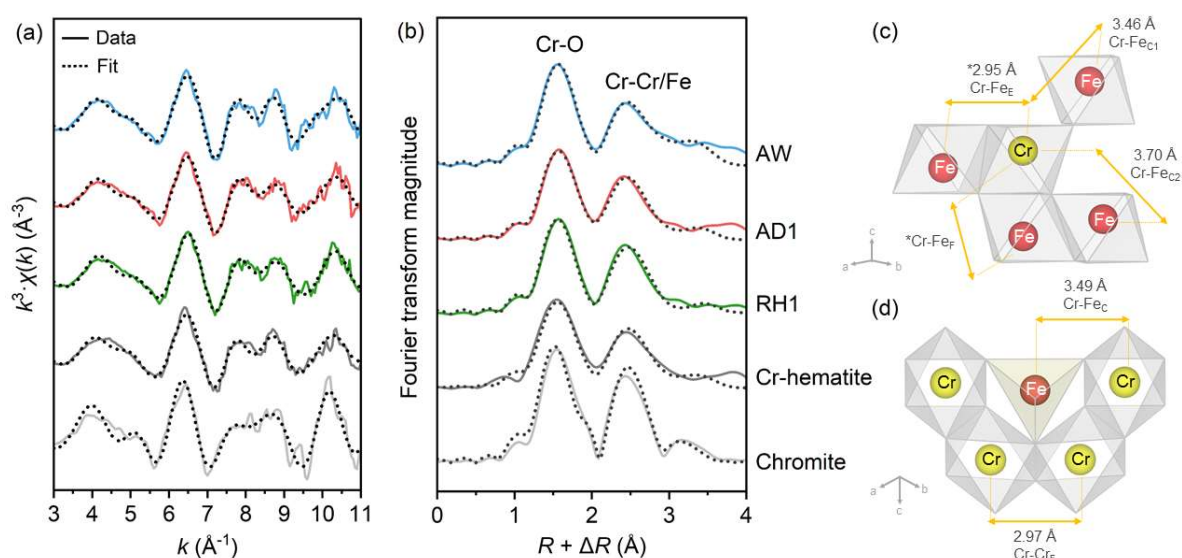 (a)
Data
Fit
k³·χ(k) (Å⁻³)
3 4 5 6 7 8 9 10 11
k (Å⁻¹)
(b)
Cr-O
Cr-Cr/Fe
Fourier transform magnitude
AW
AD1
RH1
Cr-hematite
Chromite
0 1 2 3 4
R + ΔR (Å)
(c)
3.46 Å
Cr-Fe_C1
*2.95 Å
Cr-Fe_E
Fe
Cr
Fe
3.70 Å
Cr-Fe_C2
Fe
Fe
*Cr-Fe_F
c
a b
(d)
3.49 Å
Cr-Fe_C
Cr
Fe
Cr
Cr
Cr
a b
c
2.97 Å
Cr-Cr_E